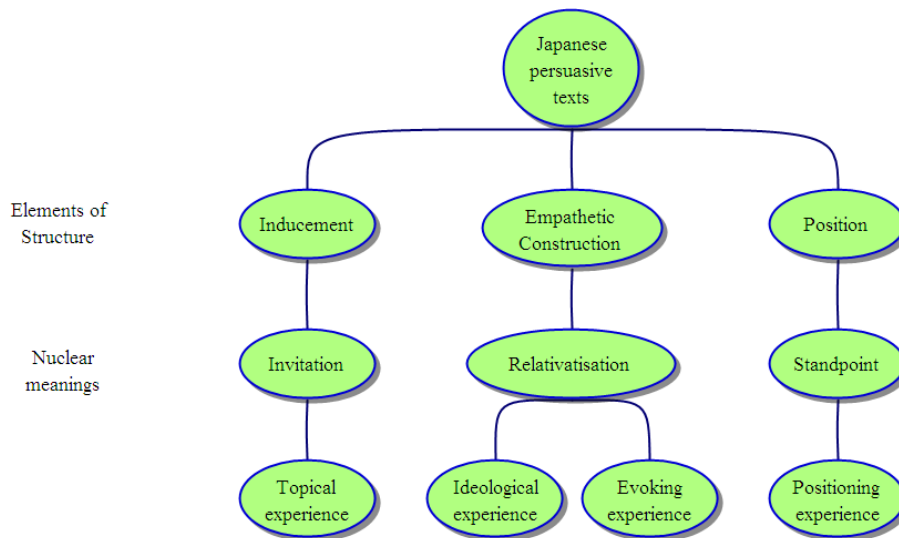 Japanese
persuasive
texts
Elements of
Structure
Inducement
Empathetic
Construction
Position
Nuclear
meanings
Invitation
Relativatisation
Standpoint
Topical
experience
Ideological
experience
Evoking
experience
Positioning
experience